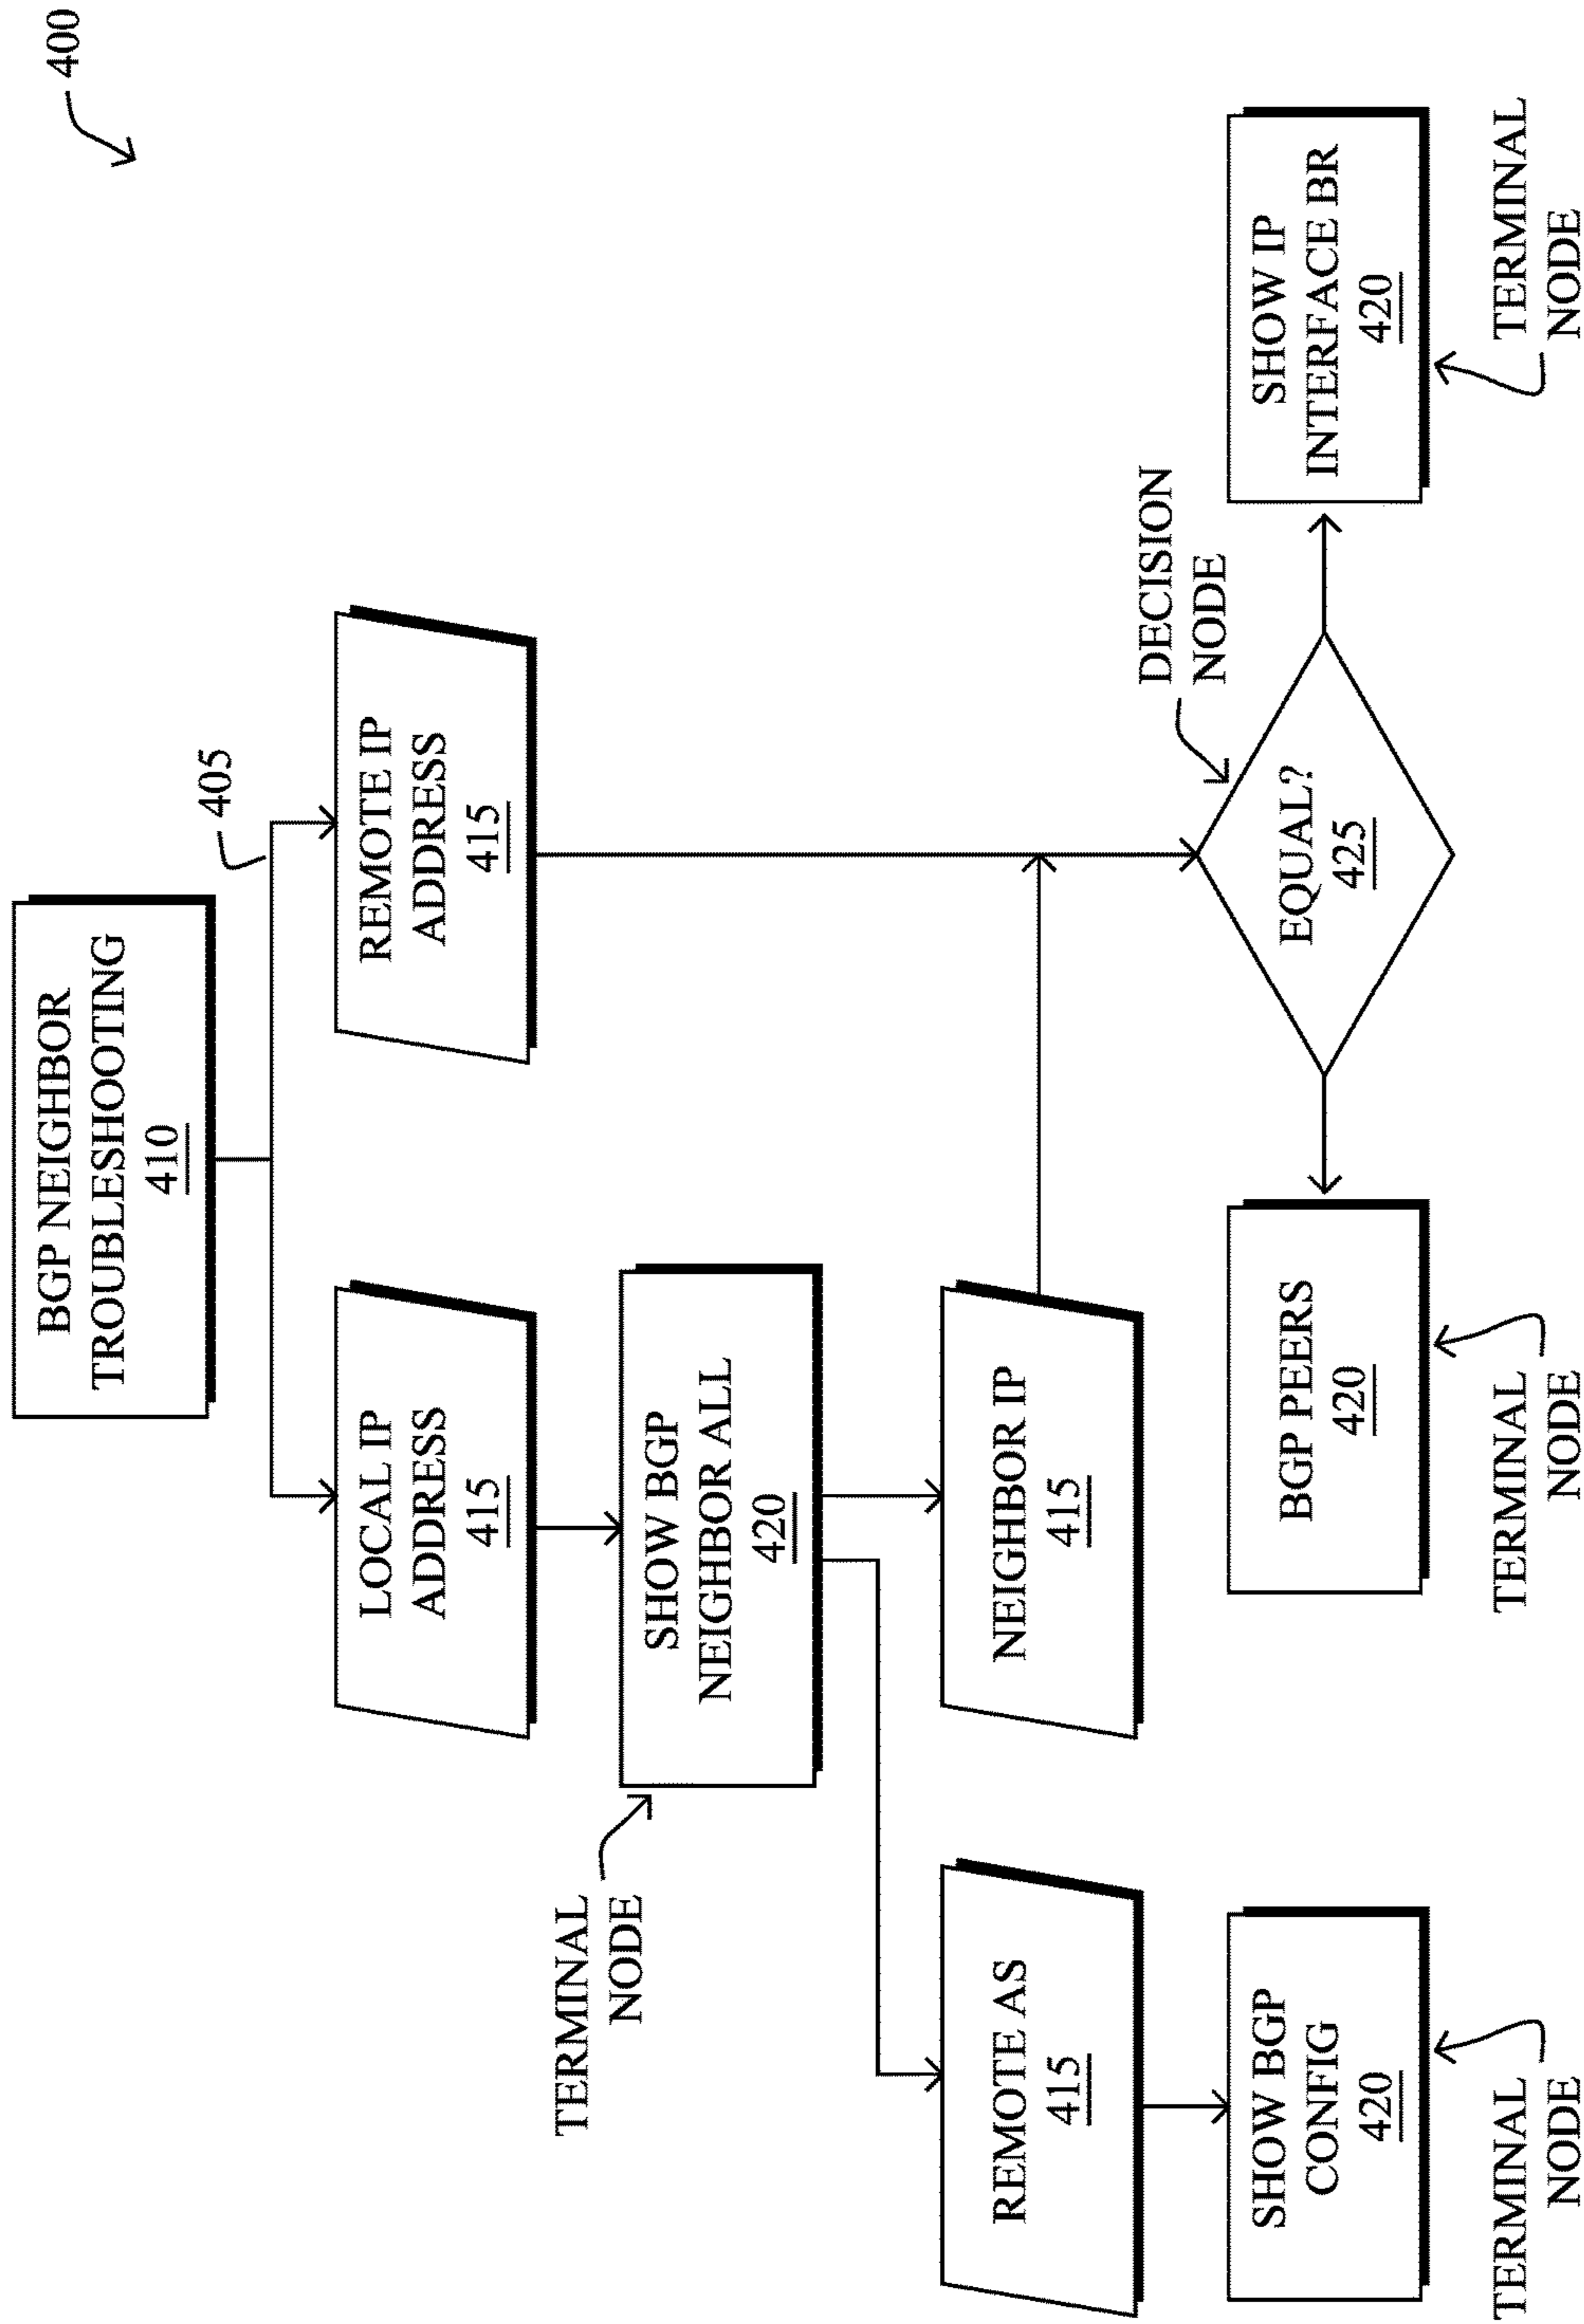 400
BGP NEIGHBOR
TROUBLESHOOTING
410
405
LOCAL IP
ADDRESS
415
REMOTE IP
ADDRESS
415
TERMINAL
NODE
SHOW BGP
NEIGHBOR ALL
420
REMOTE AS
415
NEIGHBOR IP
415
DECISION
NODE
SHOW BGP
CONFIG
420
BGP PEERS
420
EQUAL?
425
SHOW IP
INTERFACE BR
420
TERMINAL
NODE
TERMINAL
NODE
TERMINAL
NODE